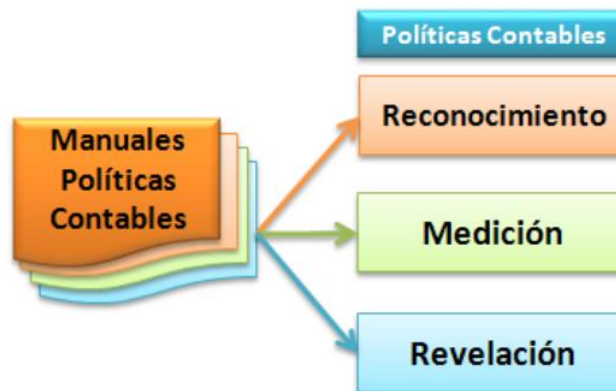 Políticas Contables
Manuales
Políticas
Contables
Reconocimiento
Medición
Revelación